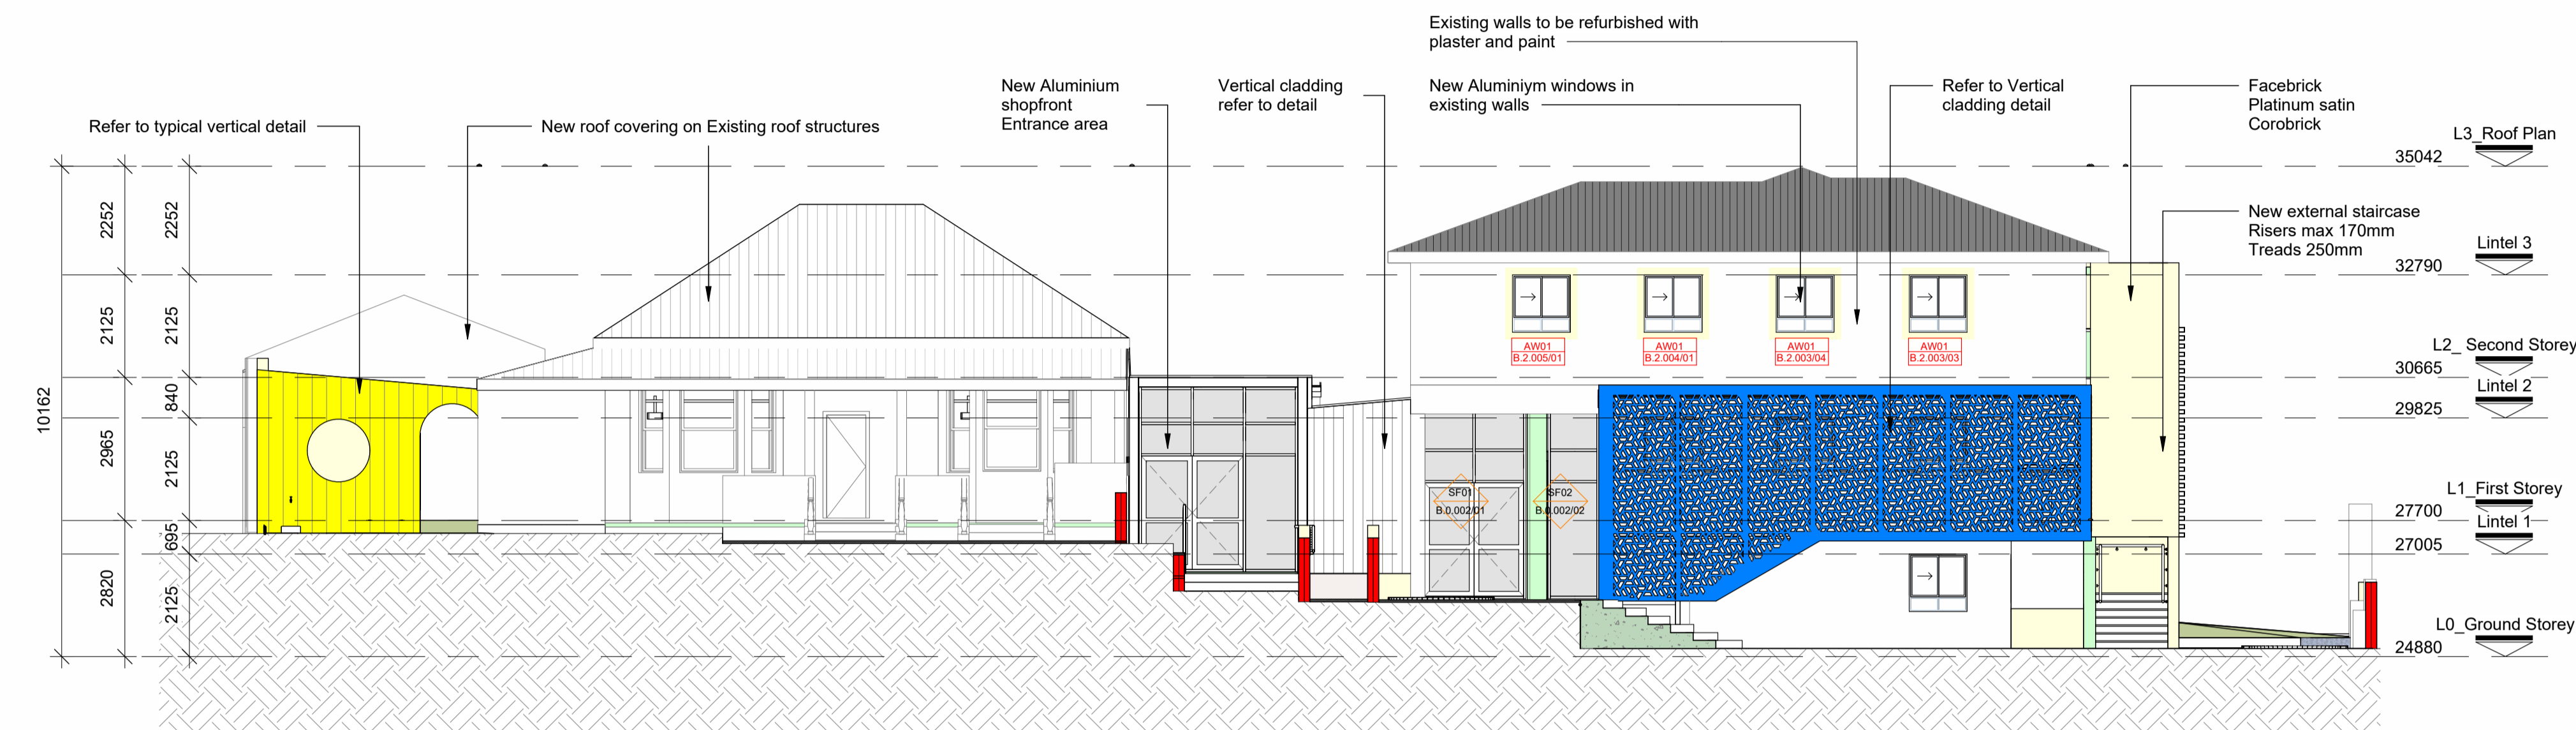 Existing walls to be refurbished with
plaster and paint
New Aluminium
shopfront
Entrance area
Vertical cladding
refer to detail
New Aluminiym windows in
existing walls
Refer to Vertical
cladding detail
Facebrick
Platinum satin
Corobrick
Refer to typical vertical detail
New roof covering on Existing roof structures
L3_Roof Plan
35042
New external staircase
Risers max 170mm
Treads 250mm
Lintel 3
32790
L2_ Second Storey
30665
Lintel 2
29825
L1_First Storey
27700
Lintel 1
27005
L0_Ground Storey
24880
10162
2252
2125
2965
2820
2252
2125
840
2125
695
2125
AW01
B.2.005/01
AW01
B.2.004/01
AW01
B.2.003/04
AW01
B.2.003/03
SF01
B.0.002/01
SF02
B.0.002/02